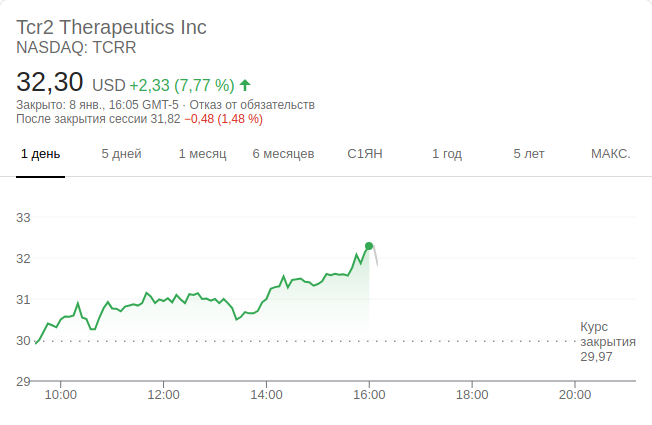 Tcr2 Therapeutics Inc
NASDAQ: TCRR
32,30 USD +2,33 (7,77 %)
Закрыто: 8 янв., 16:05 GMT-5 · Отказ от обязательств
После закрытия сессии 31,82 −0,48 (1,48 %)
1 день 5 дней 1 месяц 6 месяцев С1ЯН 1 год 5 лет МАКС.
33
32
31
30
29
Курс
закрытия
29,97
10:00 12:00 14:00 16:00 18:00 20:00